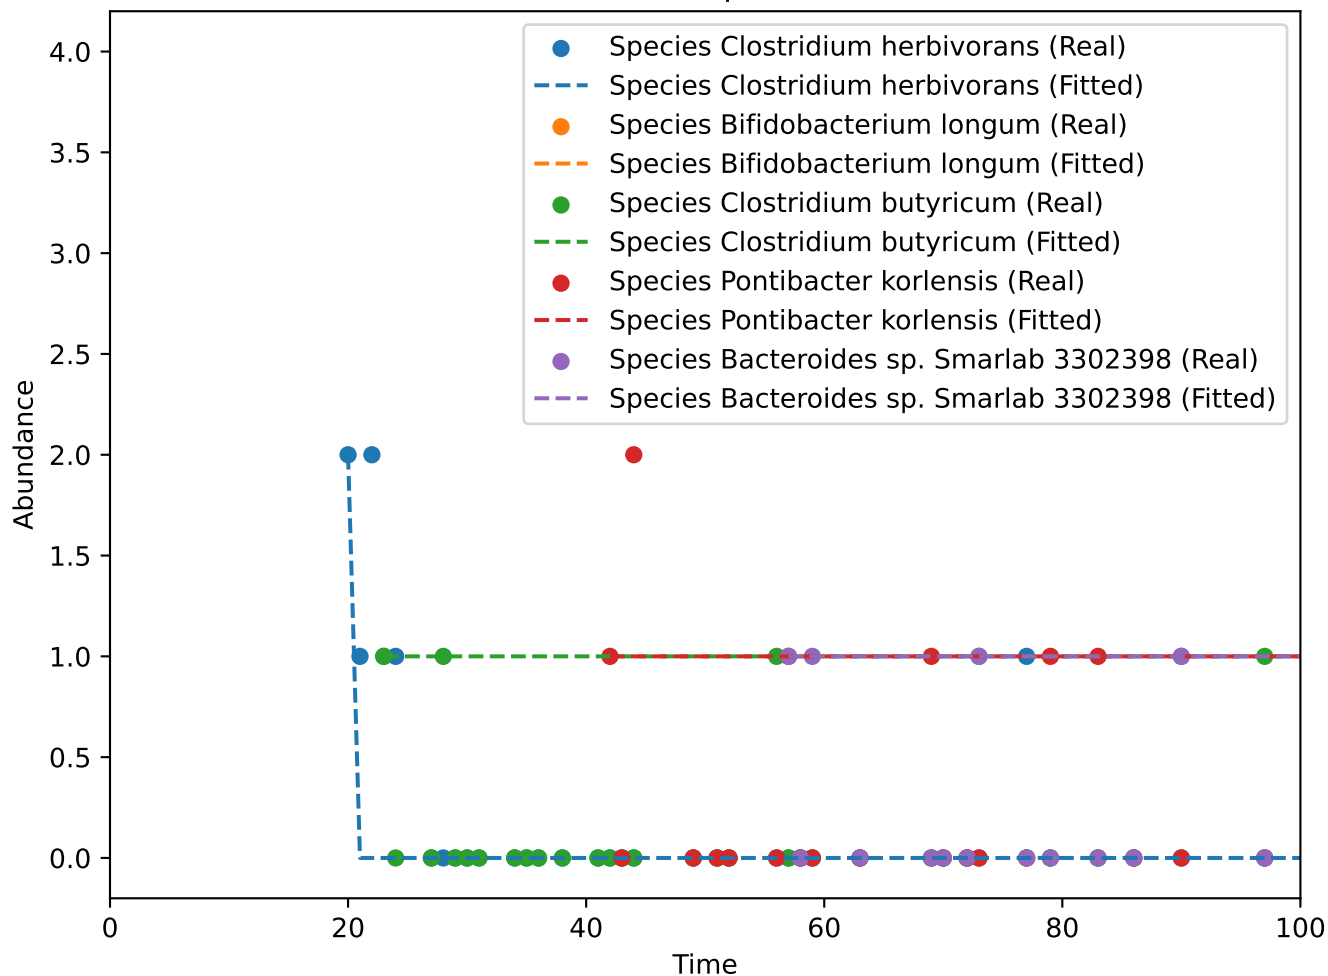 Species Clostridium herbivorans (Real)
Species Clostridium herbivorans (Fitted)
Species Bifidobacterium longum (Real)
Species Bifidobacterium longum (Fitted)
Species Clostridium butyricum (Real)
Species Clostridium butyricum (Fitted)
Species Pontibacter korlensis (Real)
Species Pontibacter korlensis (Fitted)
Species Bacteroides sp. Smarlab 3302398 (Real)
Species Bacteroides sp. Smarlab 3302398 (Fitted)
Abundance
4.0
3.5
3.0
2.5
2.0
1.5
1.0
0.5
0.0
0 20 40 60 80 100
Time